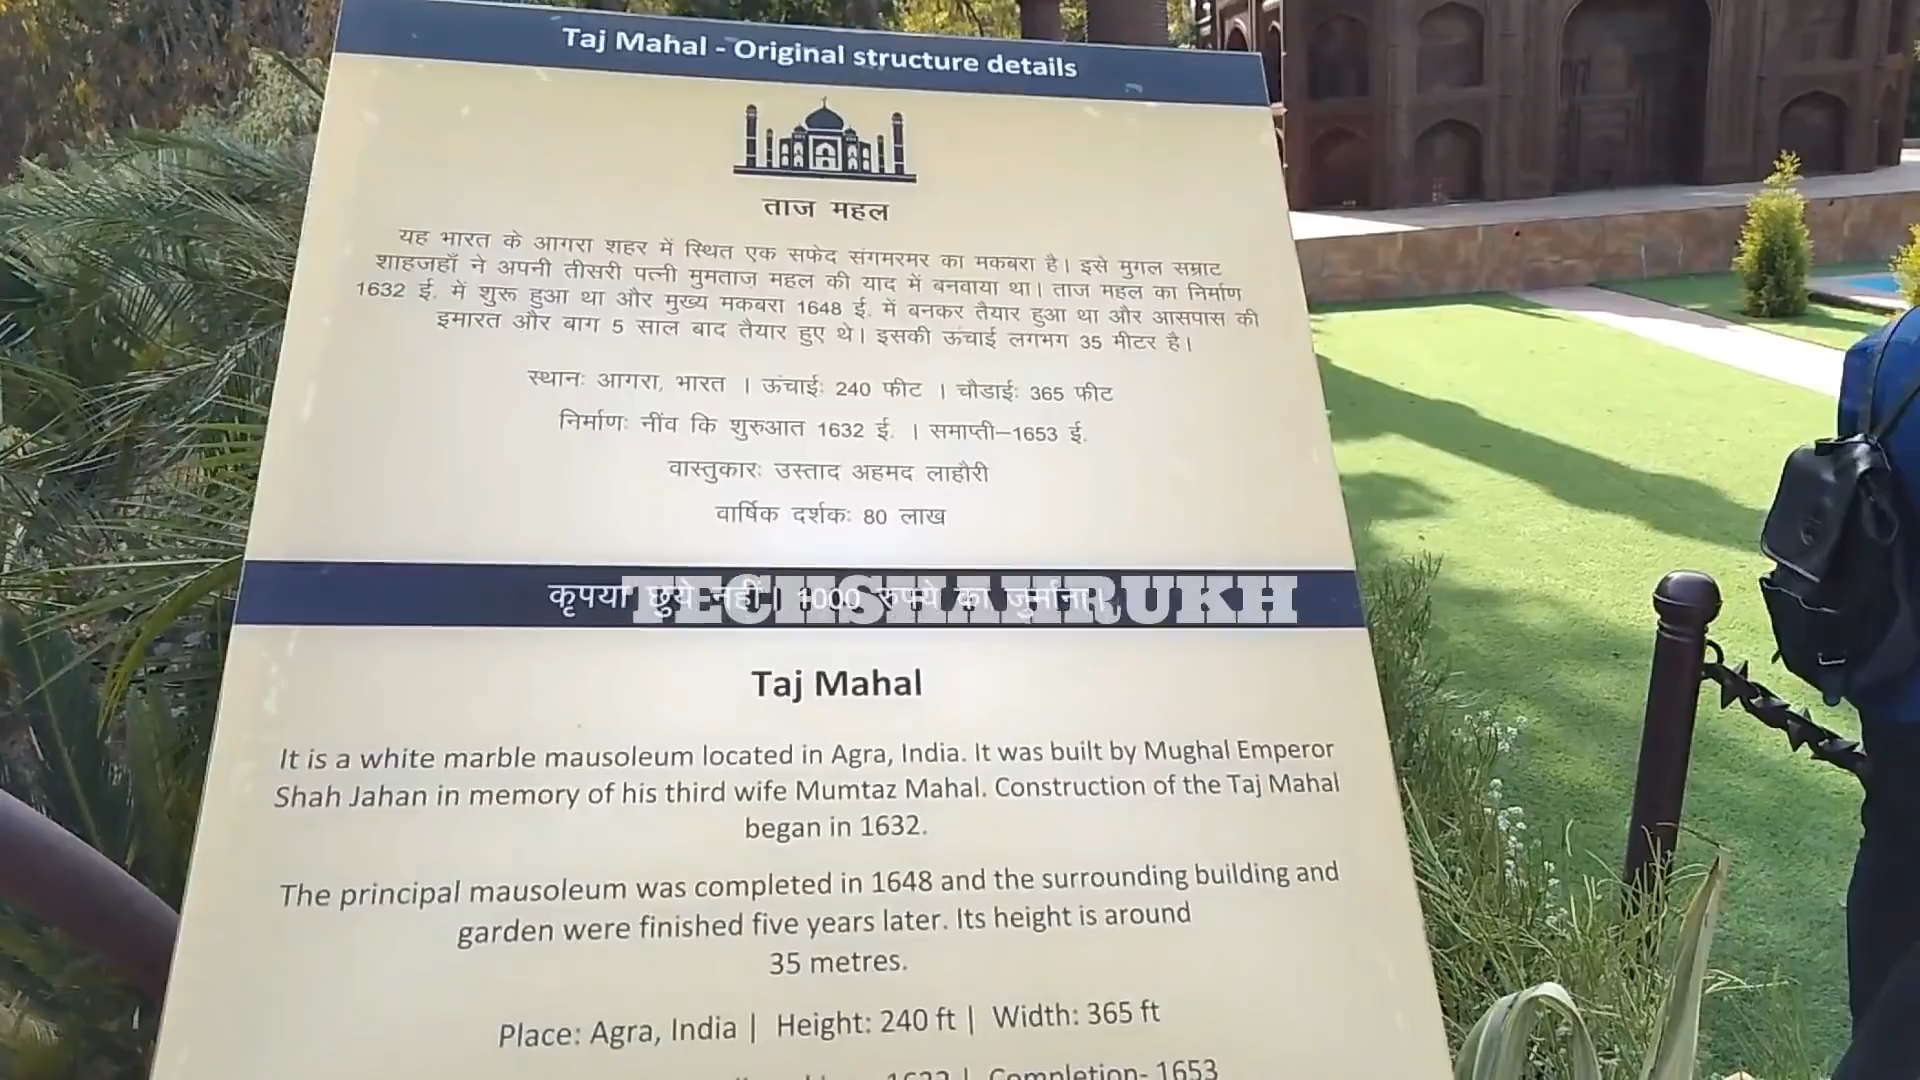 Taj Mahal - Original structure details
ताज महल
यह भारत के आगरा शहर में स्थित एक सफेद संगमरमर का मकबरा है। इसे मुगल सम्राट
शाहजहाँ ने अपनी तीसरी पत्नी मुमताज़ महल की याद में बनवाया था। ताज महल का निर्माण
1632 ई. में शुरू हुआ था और मुख्य मकबरा 1648 ई. में बनकर तैयार हुआ था और आसपास की
इमारत और बाग 5 साल बाद तैयार हुए थे। इसकी ऊंचाई लगभग 35 मीटर है।
स्थानः आगरा, भारत । ऊंचाईः 240 फीट । चौडाईः 365 फीट
निर्माणः नींव कि शुरुआत 1632 ई. । समाप्ती–1653 ई.
वास्तुकारः उस्ताद अहमद लाहौरी
वार्षिक दर्शकः 80 लाख
कृपया छुये नहीं। 1000 रुपये का जुर्माना।
TECHSHAHRUKH
Taj Mahal
It is a white marble mausoleum located in Agra, India. It was built by Mughal Emperor
Shah Jahan in memory of his third wife Mumtaz Mahal. Construction of the Taj Mahal
began in 1632.
The principal mausoleum was completed in 1648 and the surrounding building and
garden were finished five years later. Its height is around
35 metres.
Place: Agra, India | Height: 240 ft | Width: 365 ft
1632 | Completion- 1653